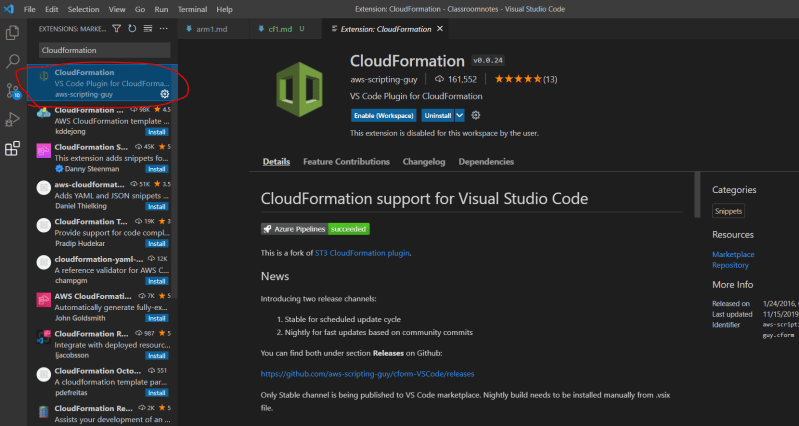 File Edit Selection View Go Run Terminal Help
Extension: CloudFormation - Classroomnotes - Visual Studio Code
EXTENSIONS: MARKE...
Cloudformation
CloudFormation
VS Code Plugin for CloudForma...
aws-scripting-guy
CloudFormation ... 98K 4.5
AWS CloudFormation template ...
kddejong Install
CloudFormation S... 45K 5
This extension adds snippets fo...
Danny Steenman Install
aws-cloudformat... 51K 3.5
Adds YAML and JSON snippets ...
Daniel Thielking Install
CloudFormation T... 19K 3
Provide support for code compl...
Pradip Hudekar Install
cloudformation-yaml-... 12K
A reference validator for AWS C...
champgm Install
AWS CloudFormati... 7K 5
Automatically generate fully-ex...
John Goldsmith Install
CloudFormation R... 987 5
Integrate with deployed resourc...
ljacobsson Install
CloudFormation Octo... 551
A cloudformation template par...
pdefreitas Install
CloudFormation Re... 2K 5
Assists your development of an ...
10
arm1.md
cf1.md
Extension: CloudFormation
CloudFormation v0.0.24
aws-scripting-guy 161,552 (13)
VS Code Plugin for CloudFormation
Enable (Workspace) Uninstall
This extension is disabled for this workspace by the user.
Details Feature Contributions Changelog Dependencies
CloudFormation support for Visual Studio Code
Azure Pipelines succeeded
This is a fork of ST3 CloudFormation plugin.
News
Introducing two release channels:
1. Stable for scheduled update cycle
2. Nightly for fast updates based on community commits
You can find both under section Releases on Github:
https://github.com/aws-scripting-guy/cform-VSCode/releases
Only Stable channel is being published to VS Code marketplace. Nightly build needs to be installed manually from .vsix
file.
Categories
Snippets
Resources
Marketplace
Repository
More Info
Released on 1/24/2016,
Last updated 11/15/2019
Identifier aws-script
guy.cform